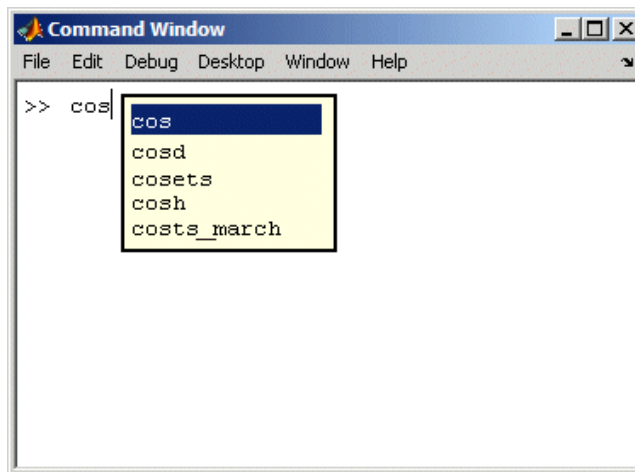 Command Window
File Edit Debug Desktop Window Help
>> cos
cos
cosd
cosets
cosh
costs_march